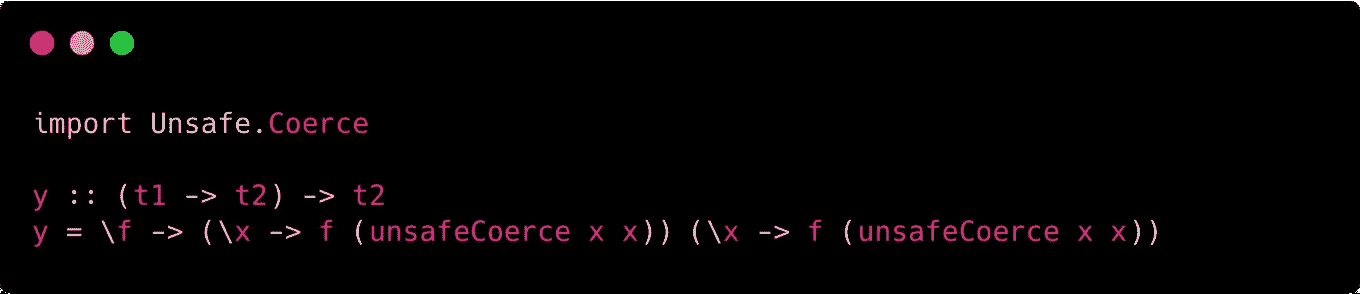 import Unsafe.Coerce
y :: (t1 -> t2) -> t2
y = \f -> (\x -> f (unsafeCoerce x x)) (\x -> f (unsafeCoerce x x))